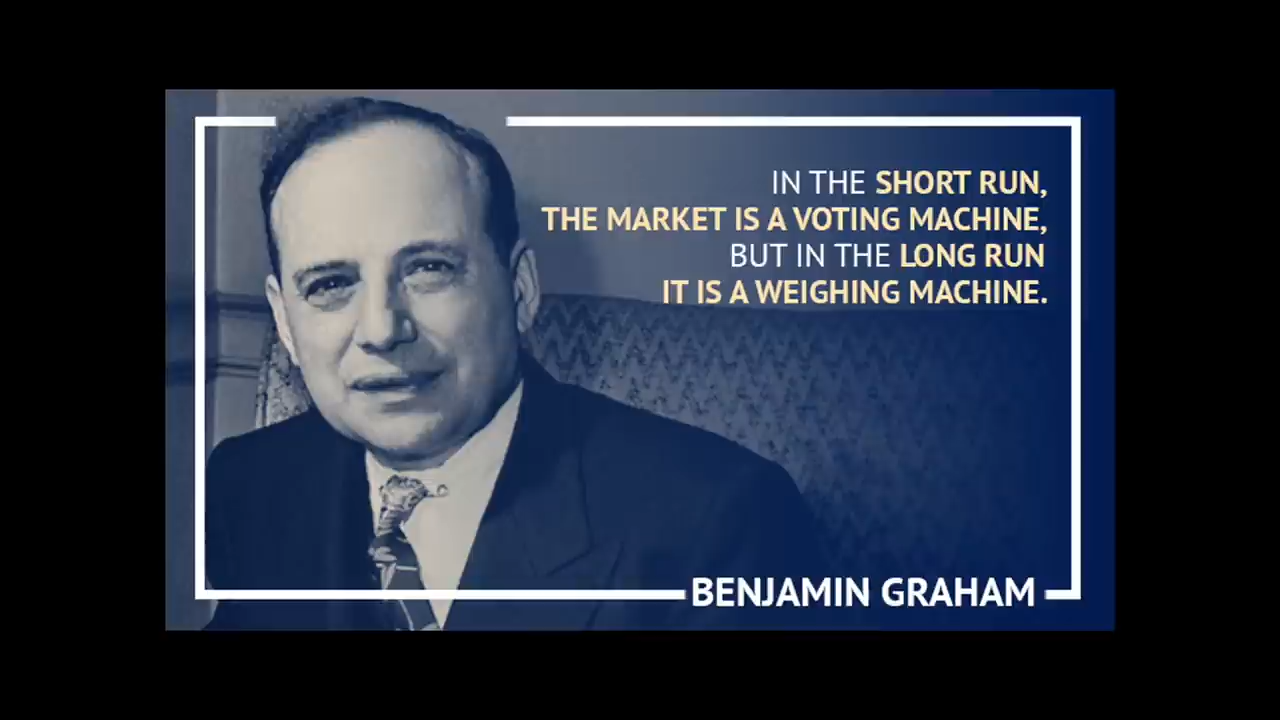 IN THE SHORT RUN,
THE MARKET IS A VOTING MACHINE,
BUT IN THE LONG RUN
IT IS A WEIGHING MACHINE.
BENJAMIN GRAHAM